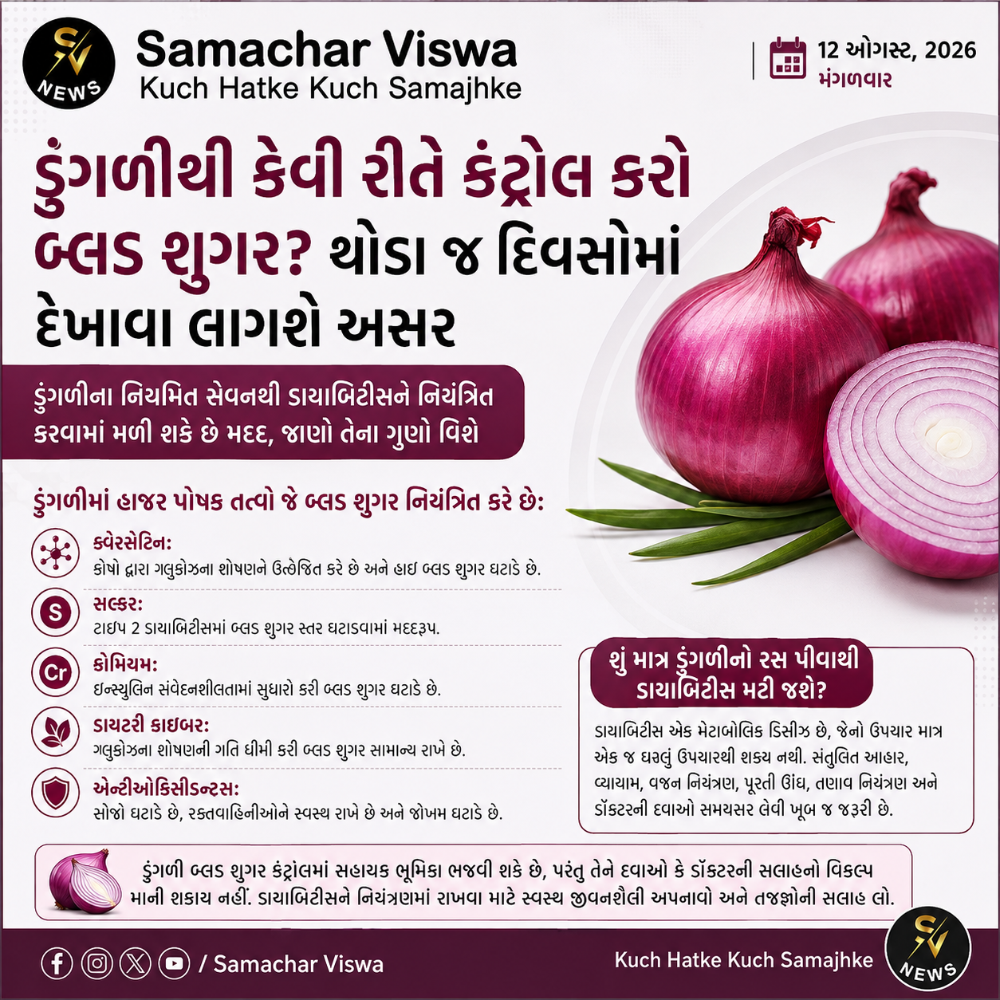 SV
NEWS
Samachar Viswa
Kuch Hatke Kuch Samajhke
12 ઓગસ્ટ, 2026
મંગળવાર
ડુંગળીથી કેવી રીતે કંટ્રોલ કરો
બ્લડ શુગર? થોડા જ દિવસોમાં
દેખાવા લાગશે અસર
ડુંગળીના નિયમિત સેવનથી ડાયાબિટીસને નિયંત્રિત
કરવામાં મળી શકે છે મદદ, જાણો તેના ગુણો વિશે
ડુંગળીમાં હાજર પોષક તત્વો જે બ્લડ શુગર નિયંત્રિત કરે છે:
ક્વેરસેટિન:
કોષો દ્વારા ગ્લુકોઝના શોષણને ઉત્તેજિત કરે છે અને હાઇ બ્લડ શુગર ઘટાડે છે.
S
સલ્કર:
ટાઇપ 2 ડાયાબિટીસમાં બ્લડ શુગર સ્તર ઘટાડવામાં મદદરૂપ.
Cr
કોમિયમ:
ઇન્સ્યુલિન સંવેદનશીલતામાં સુધારો કરી બ્લડ શુગર ઘટાડે છે.
ડાયટરી કાઇબર:
ગ્લુકોઝના શોષણની ગતિ ધીમી કરી બ્લડ શુગર સામાન્ય રાખે છે.
એન્ટીઓકિસીડન્ટસ:
સોજો ઘટાડે છે, રક્તવાહિનીઓને સ્વસ્થ રાખે છે અને જોખમ ઘટાડે છે.
શું માત્ર ડુંગળીનો રસ પીવાથી
ડાયાબિટીસ મટી જશે?
ડાયાબિટીસ એક મેટાબોલિક ડિસીઝ છે, જેનો ઉપચાર માત્ર
એક જ ઘરલું ઉપચારથી શક્ય નથી. સંતુલિત આહાર,
વ્યાયામ, વજન નિયંત્રણ, પૂરતી ઊંઘ, તણાવ નિયંત્રણ અને
ડૉકટરની દવાઓ સમયસર લેવી ખૂબ જ જરૂરી છે.
ડુંગળી બ્લડ શુગર કંટ્રોલમાં સહાયક ભૂમિકા ભજવી શકે છે, પરંતુ તેને દવાઓ કે ડૉકટરની સલાહનો વિકલ્પ
માની શકાય નહીં. ડાયાબિટીસને નિયંત્રણમાં રાખવા માટે સ્વસ્થ જીવનશૈલી અપનાવો અને તજજ્ઞોની સલાહ લો.
/ Samachar Viswa
Kuch Hatke Kuch Samajhke
SV
NEWS